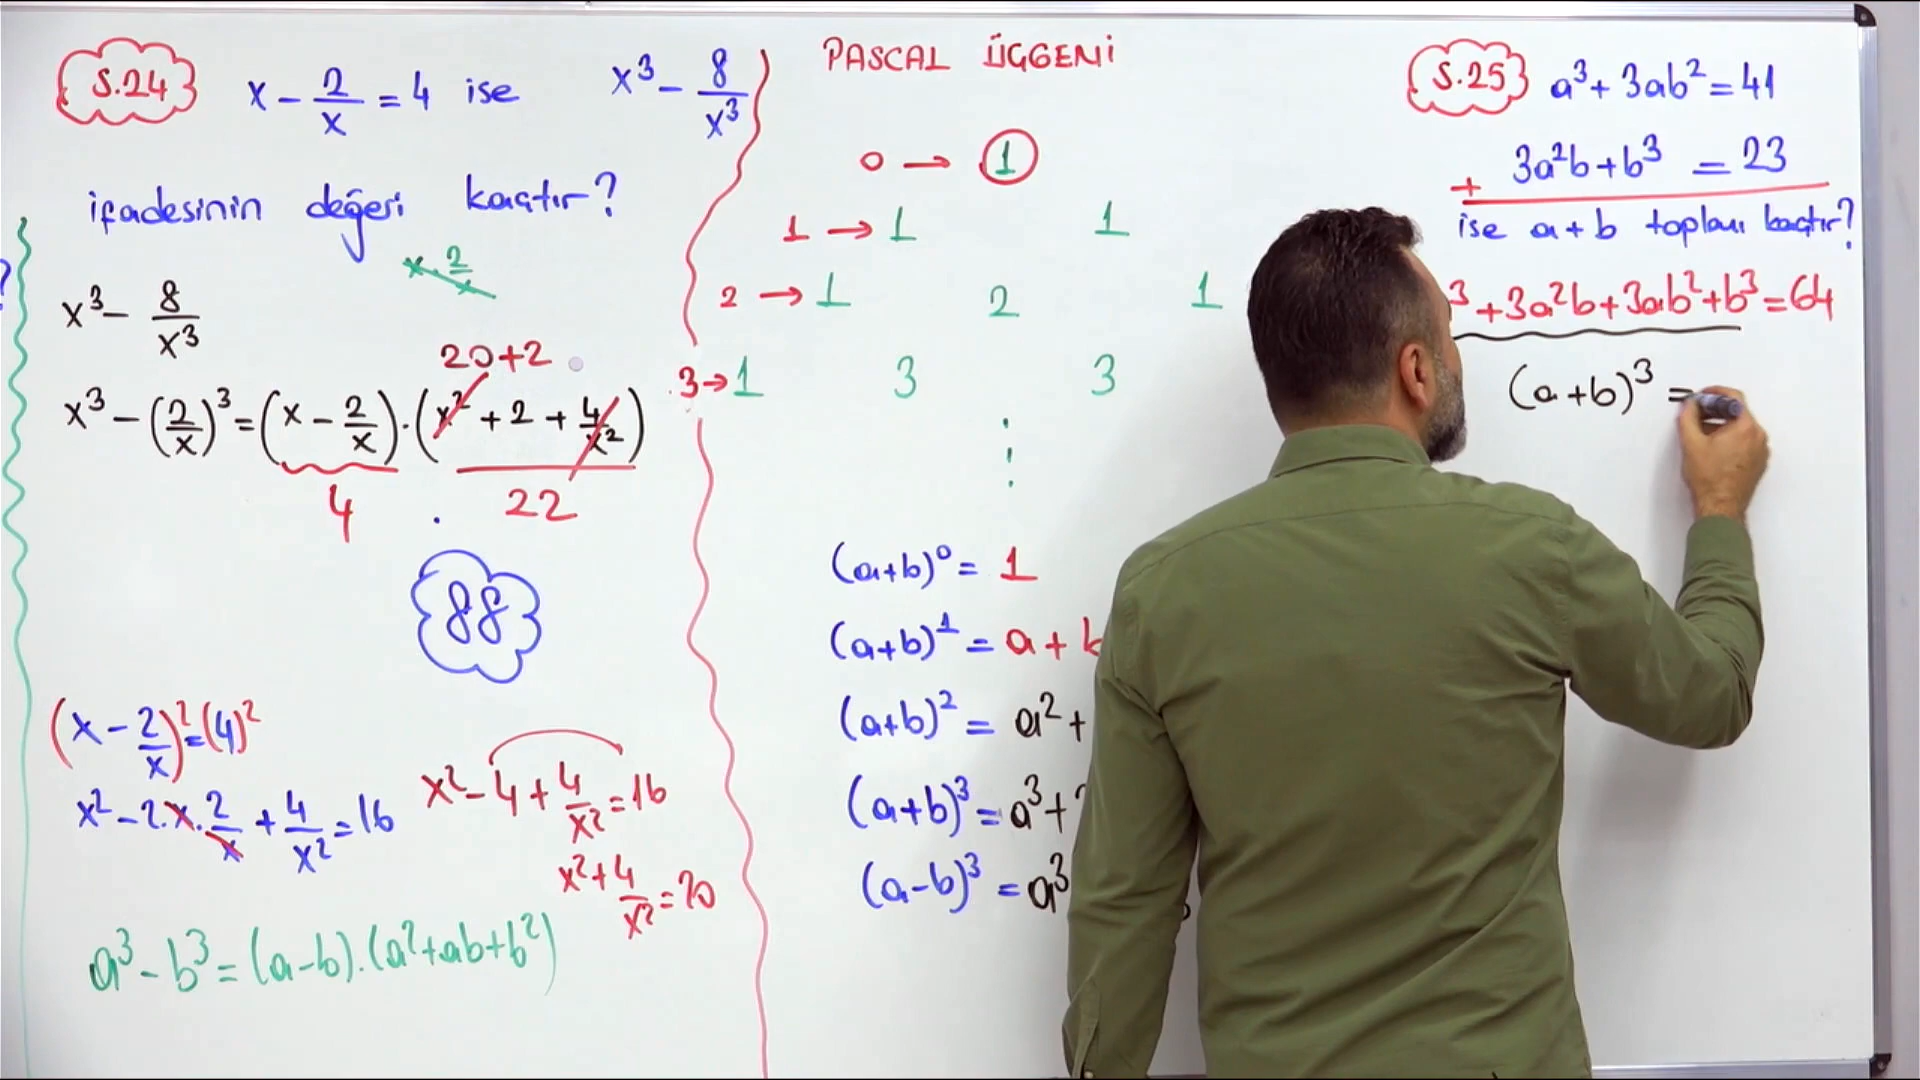 S.24 x - 2/x = 4 ise x³ - 8/x³
ifadesinin değeri kaçtır?
x · 2/x
x³ - 8/x³
20+2
x³ - (2/x)³ = (x - 2/x) · (x² + 2 + 4/x²)
4 . 22
88
(x - 2/x)² = (4)²
x² - 2.x.2/x + 4/x² = 16
x² - 4 + 4/x² = 16
x² + 4/x² = 20
a³ - b³ = (a-b).(a²+ab+b²)
PASCAL ÜÇGENİ
0 → 1
1 → 1 1
2 → 1 2 1
3 → 1 3 3
(a+b)⁰ = 1
(a+b)¹ = a +
(a+b)² = a² +
(a+b)³ = a³ +
(a-b)³ = a³
S.25 a³ + 3ab² = 41
3a²b + b³ = 23
+
ise a+b toplamı kaçtır?
³ + 3a²b + 3ab² + b³ = 64
(a+b)³ =